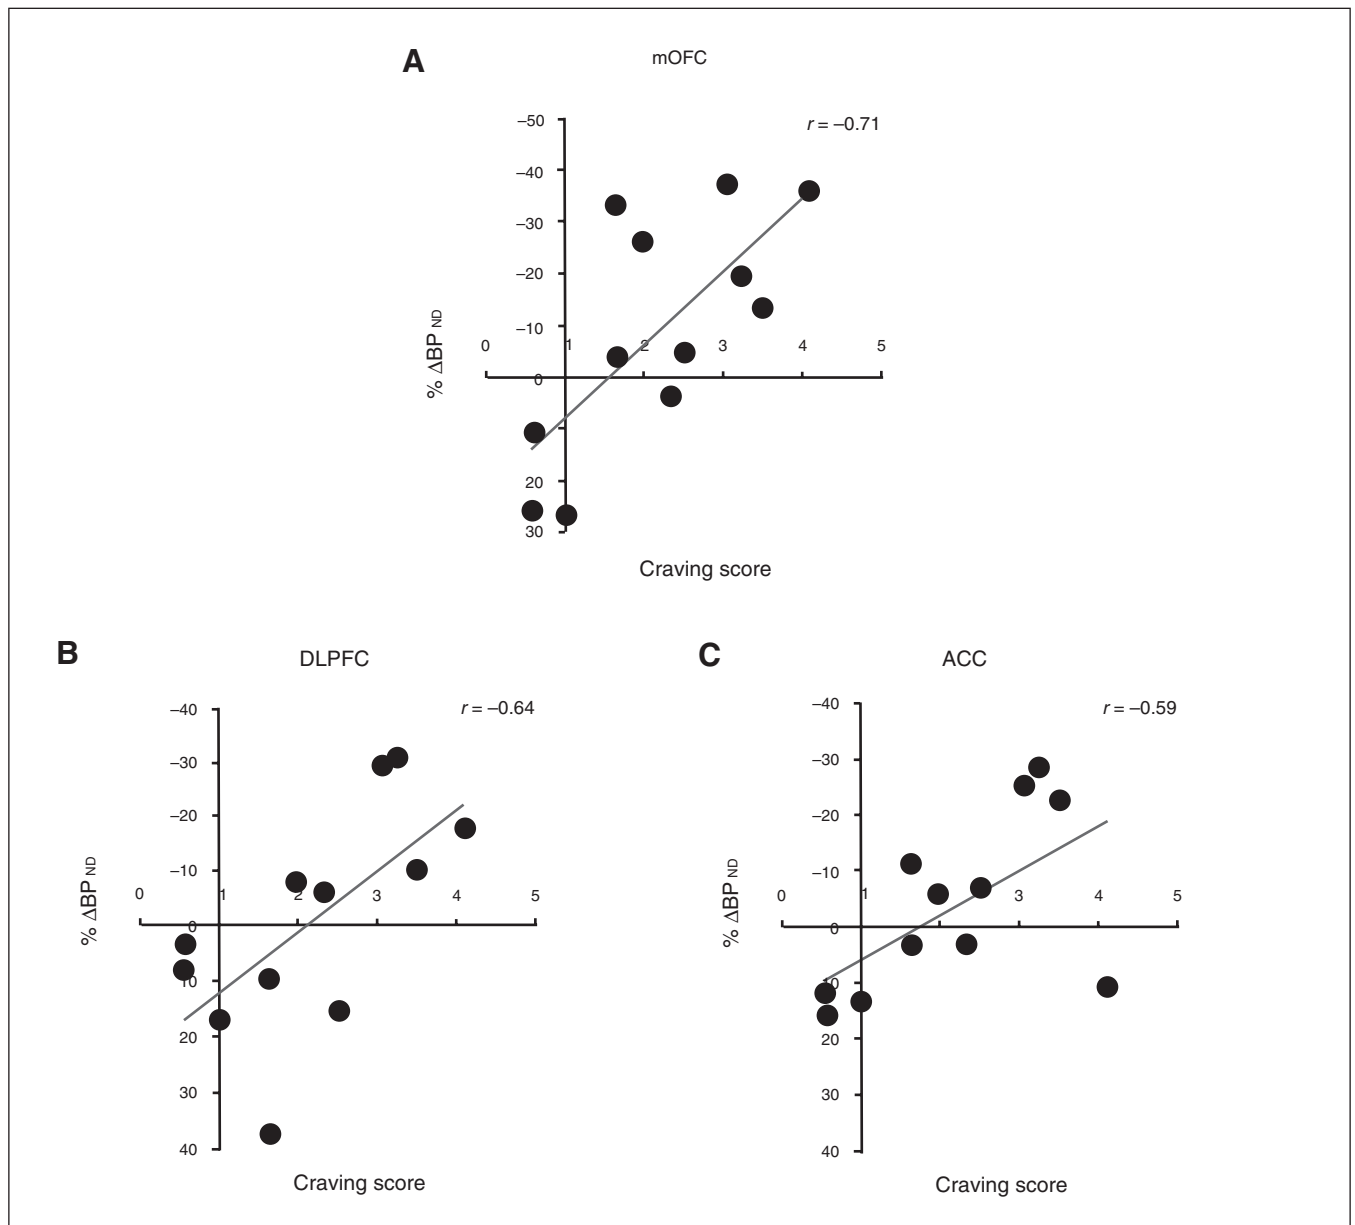 A
mOFC
r = –0.71
–50
–40
–30
–20
–10
0 1 2 3 4 5
0
20
30
% ΔBP ND
Craving score
B
DLPFC
r = –0.64
–40
–30
–20
–10
0 1 2 3 4 5
0
10
20
30
40
% ΔBP ND
Craving score
C
ACC
r = –0.59
–40
–30
–20
–10
0 1 3 4 5
0
10
20
30
40
% ΔBP ND
Craving score